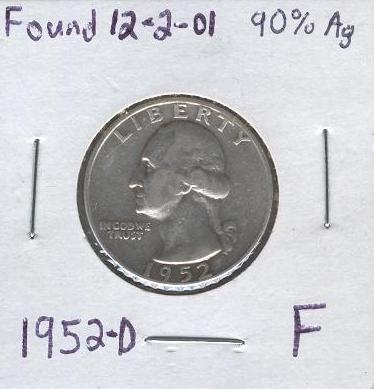 Found 12-2-01 90% Ag
LIBERTY
IN GOD WE
TRUST
1952
1952-D F